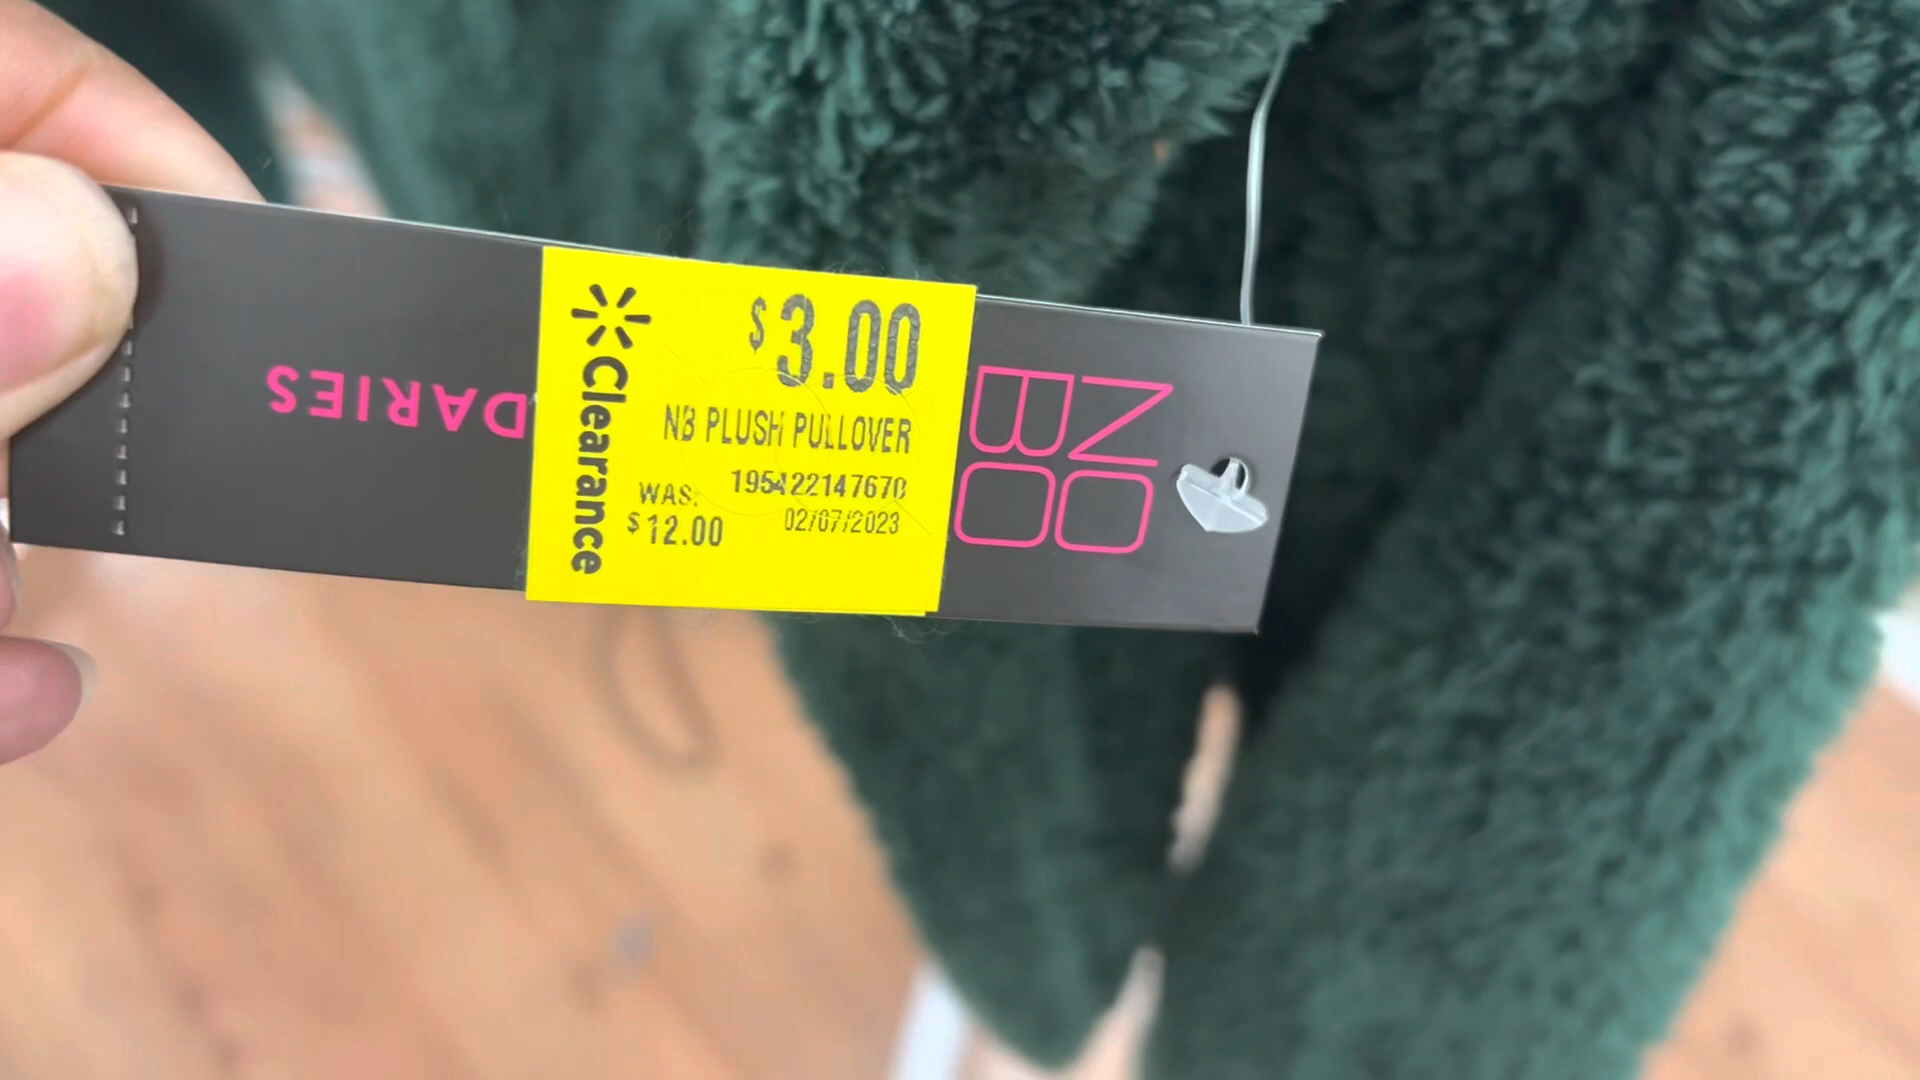 $3.00
NB PLUSH PULLOVER
195422147670
WAS:
$12.00
02/07/2023
Clearance
NO
BO
DARIES